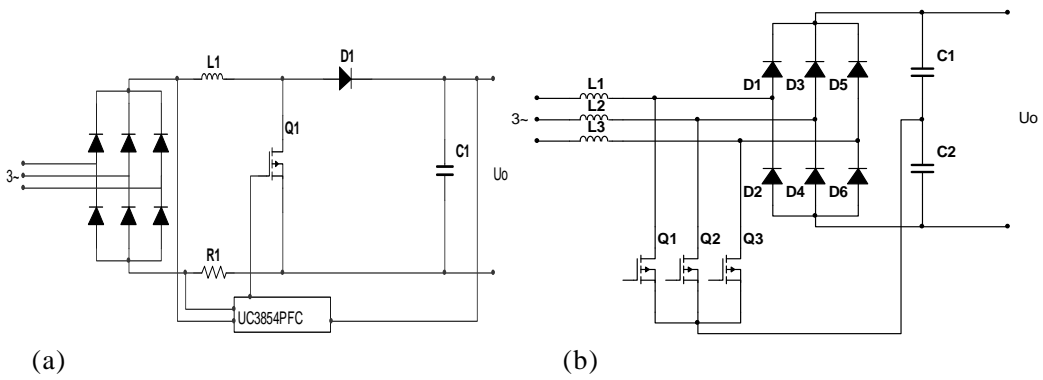 L1
D1
Q1
C1
3~
Uo
R1
UC3854PFC
(a)
C1
D1
D3
D5
L1
L2
3~
L3
Uo
C2
D2
D4
D6
Q1
Q2
Q3
(b)